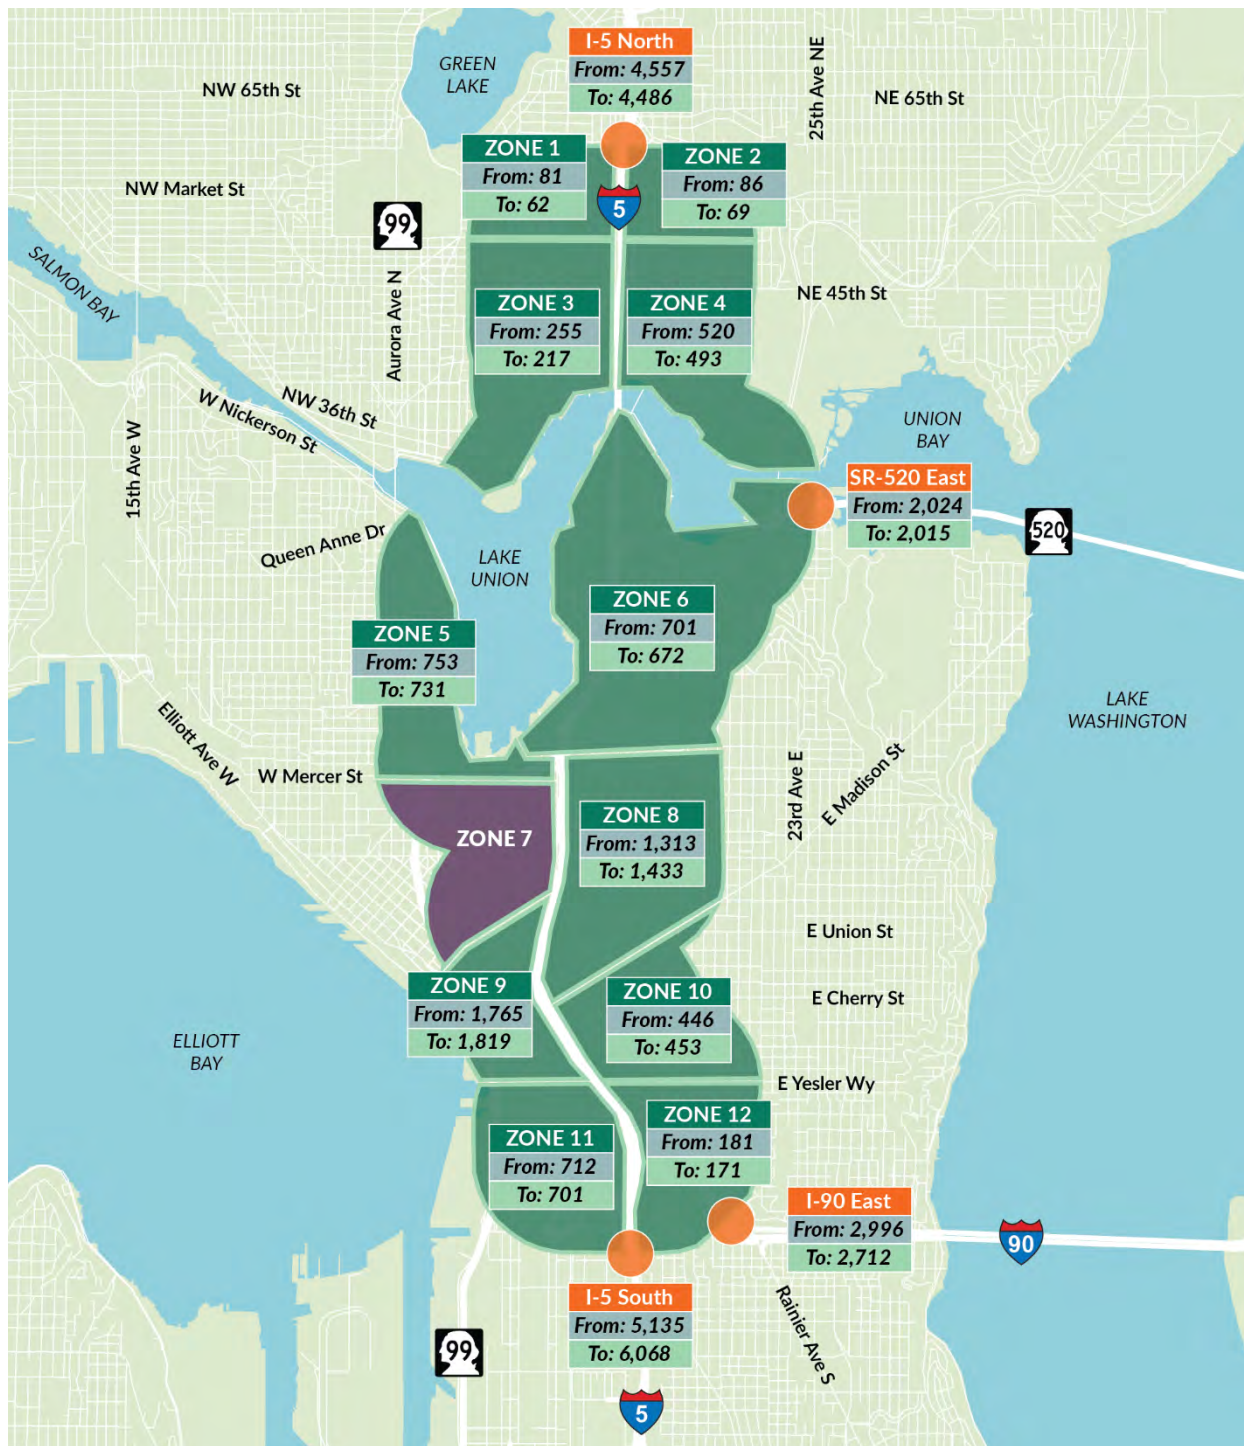 I-5 North
From: 4,557
To: 4,486
GREEN
LAKE
25th Ave NE
NW 65th St
NE 65th St
ZONE 1
From: 81
To: 62
ZONE 2
From: 86
To: 69
NW Market St
5
99
SALMON BAY
Aurora Ave N
NE 45th St
ZONE 3
From: 255
To: 217
ZONE 4
From: 520
To: 493
NW 36th St
W Nickerson St
15th Ave W
UNION
BAY
SR-520 East
From: 2,024
To: 2,015
520
Queen Anne Dr
LAKE
UNION
ZONE 6
From: 701
To: 672
ZONE 5
From: 753
To: 731
LAKE
WASHINGTON
Elliott Ave W
W Mercer St
23rd Ave E
E Madison St
ZONE 7
ZONE 8
From: 1,313
To: 1,433
E Union St
ZONE 9
From: 1,765
To: 1,819
ZONE 10
From: 446
To: 453
E Cherry St
ELLIOTT
BAY
E Yesler Wy
ZONE 11
From: 712
To: 701
ZONE 12
From: 181
To: 171
I-90 East
From: 2,996
To: 2,712
90
I-5 South
From: 5,135
To: 6,068
Rainier Ave S
99
5